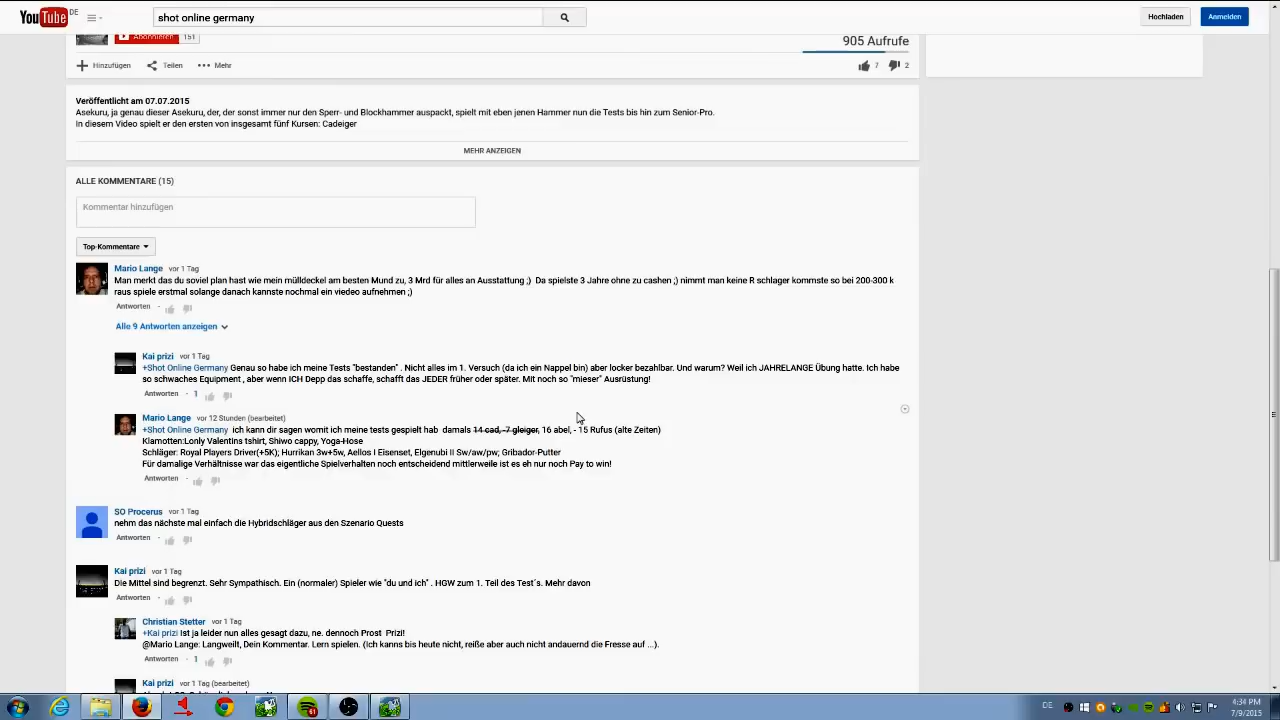 YouTube DE
shot online germany
Hochladen
Anmelden
Abonnieren 151
905 Aufrufe
Hinzufügen Teilen Mehr
7 2
Veröffentlicht am 07.07.2015
Asekuru, ja genau dieser Asekuru, der, der sonst immer nur den Sperr- und Blockhammer auspackt, spielt mit eben jenen Hammer nun die Tests bis hin zum Senior-Pro.
In diesem Video spielt er den ersten von insgesamt fünf Kursen: Cadeiger
MEHR ANZEIGEN
ALLE KOMMENTARE (15)
Kommentar hinzufügen
Top-Kommentare
Mario Lange vor 1 Tag
Man merkt das du soviel plan hast wie mein mülldeckel am besten Mund zu, 3 Mrd für alles an Ausstattung ;) Da spielste 3 Jahre ohne zu cashen ;) nimmt man keine R schlager kommste so bei 200-300 k
raus spiele erstmal solange danach kannste nochmal ein viedeo aufnehmen ;)
Antworten ·
Alle 9 Antworten anzeigen
Kai prizi vor 1 Tag
+Shot Online Germany Genau so habe ich meine Tests "bestanden" . Nicht alles im 1. Versuch (da ich ein Nappel bin) aber locker bezahlbar. Und warum? Weil ich JAHRELANGE Übung hatte. Ich habe
so schwaches Equipment , aber wenn ICH Depp das schaffe, schafft das JEDER früher oder später. Mit noch so "mieser" Ausrüstung!
Antworten · 1
Mario Lange vor 12 Stunden (bearbeitet)
+Shot Online Germany ich kann dir sagen womit ich meine tests gespielt hab damals 14 cad, -7 gleiger, 16 abel, - 15 Rufus (alte Zeiten)
Klamotten:Lonly Valentins tshirt, Shiwo cappy, Yoga-Hose
Schläger: Royal Players Driver(+5K); Hurrikan 3w+5w, Aellos I Eisenset, Elgenubi II Sw/aw/pw; Gribador-Putter
Für damalige Verhältnisse war das eigentliche Spielverhalten noch entscheidend mittlerweile ist es eh nur noch Pay to win!
Antworten ·
SO Procerus vor 1 Tag
nehm das nächste mal einfach die Hybridschläger aus den Szenario Quests
Antworten ·
Kai prizi vor 1 Tag
Die Mittel sind begrenzt. Sehr Sympathisch. Ein (normaler) Spieler wie "du und ich" . HGW zum 1. Teil des Test´s. Mehr davon
Antworten ·
Christian Stetter vor 1 Tag
+Kai prizi Ist ja leider nun alles gesagt dazu, ne. dennoch Prost Prizi!
@Mario Lange: Langweilt, Dein Kommentar. Lern spielen. (Ich kanns bis heute nicht, reiße aber auch nicht andauernd die Fresse auf ...).
Antworten · 1
Kai prizi vor 1 Tag (bearbeitet)
61
DE
4:34 PM
7/9/2015